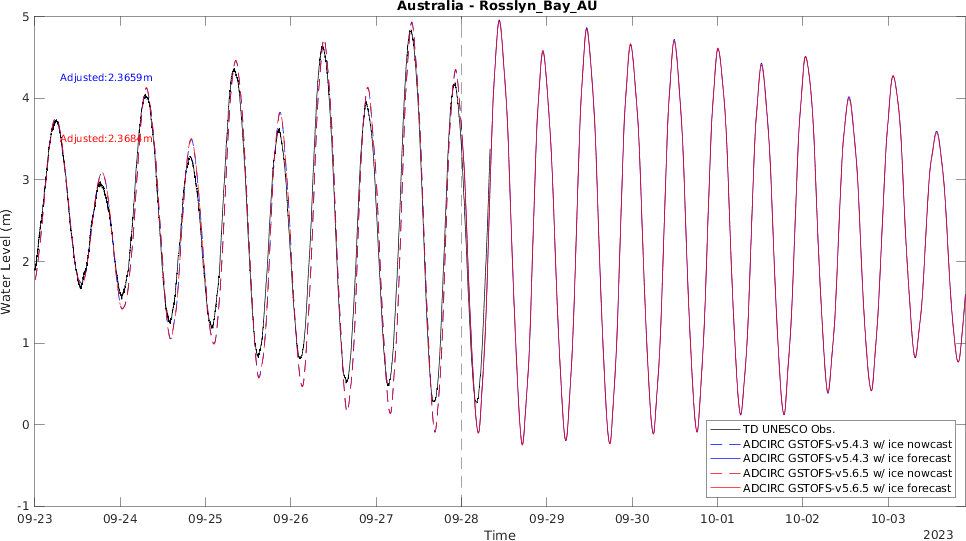 Australia - Rosslyn_Bay_AU
5
4
3
2
1
0
-1
Water Level (m)
Adjusted:2.3659m
Adjusted:2.3684m
TD UNESCO Obs.
ADCIRC GSTOFS-v5.4.3 w/ ice nowcast
ADCIRC GSTOFS-v5.4.3 w/ ice forecast
ADCIRC GSTOFS-v5.6.5 w/ ice nowcast
ADCIRC GSTOFS-v5.6.5 w/ ice forecast
09-23 09-24 09-25 09-26 09-27 09-28 09-29 09-30 10-01 10-02 10-03
Time
2023